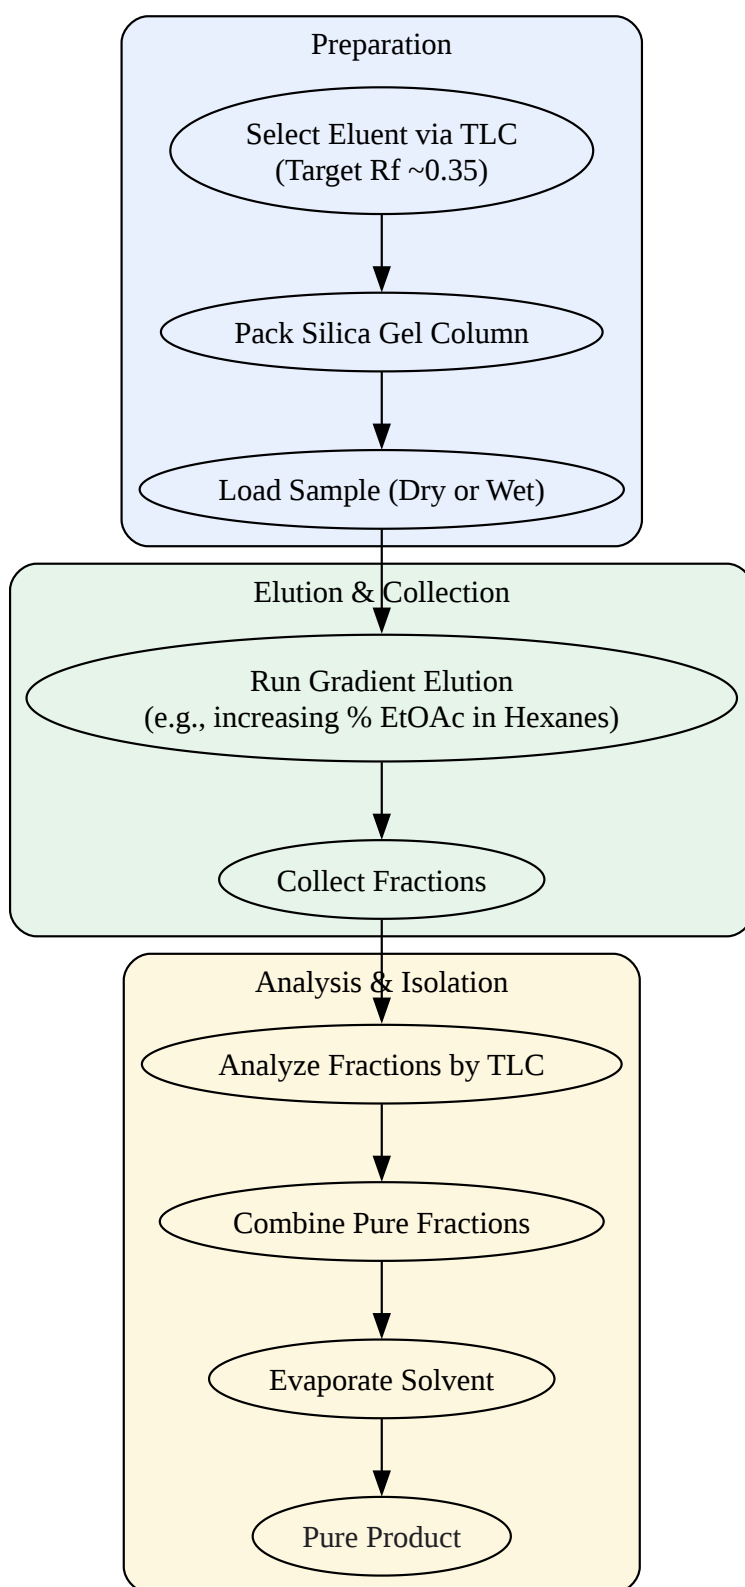 Preparation
Select Eluent via TLC
(Target Rf ~0.35)
Pack Silica Gel Column
Load Sample (Dry or Wet)
Elution & Collection
Run Gradient Elution
(e.g., increasing % EtOAc in Hexanes)
Collect Fractions
Analysis & Isolation
Analyze Fractions by TLC
Combine Pure Fractions
Evaporate Solvent
Pure Product